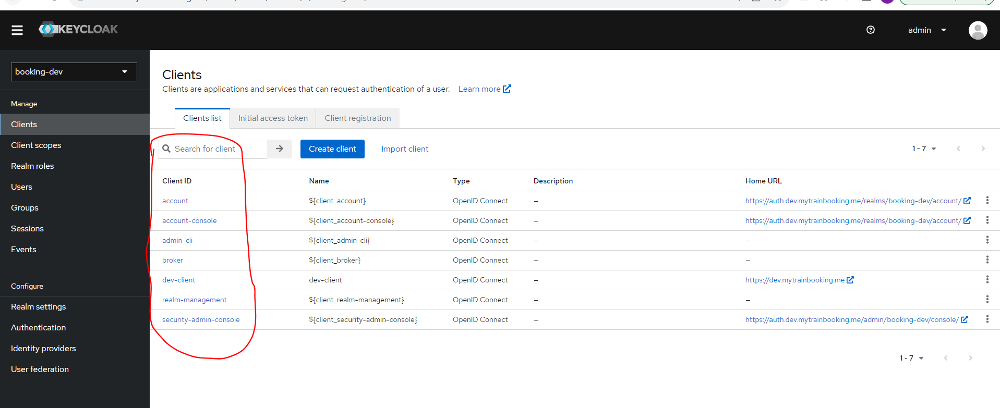 KEYCLOAK
admin
booking-dev
Manage
Clients
Client scopes
Realm roles
Users
Groups
Sessions
Events
Configure
Realm settings
Authentication
Identity providers
User federation
Clients
Clients are applications and services that can request authentication of a user. Learn more
Clients list Initial access token Client registration
Search for client Create client Import client 1 - 7
Client ID Name Type Description Home URL
account ${client_account} OpenID Connect – https://auth.dev.mytrainbooking.me/realms/booking-dev/account/
account-console ${client_account-console} OpenID Connect – https://auth.dev.mytrainbooking.me/realms/booking-dev/account/
admin-cli ${client_admin-cli} OpenID Connect – –
broker ${client_broker} OpenID Connect – –
dev-client dev-client OpenID Connect – https://dev.mytrainbooking.me
realm-management ${client_realm-management} OpenID Connect – –
security-admin-console ${client_security-admin-console} OpenID Connect – https://auth.dev.mytrainbooking.me/admin/booking-dev/console/
1 - 7